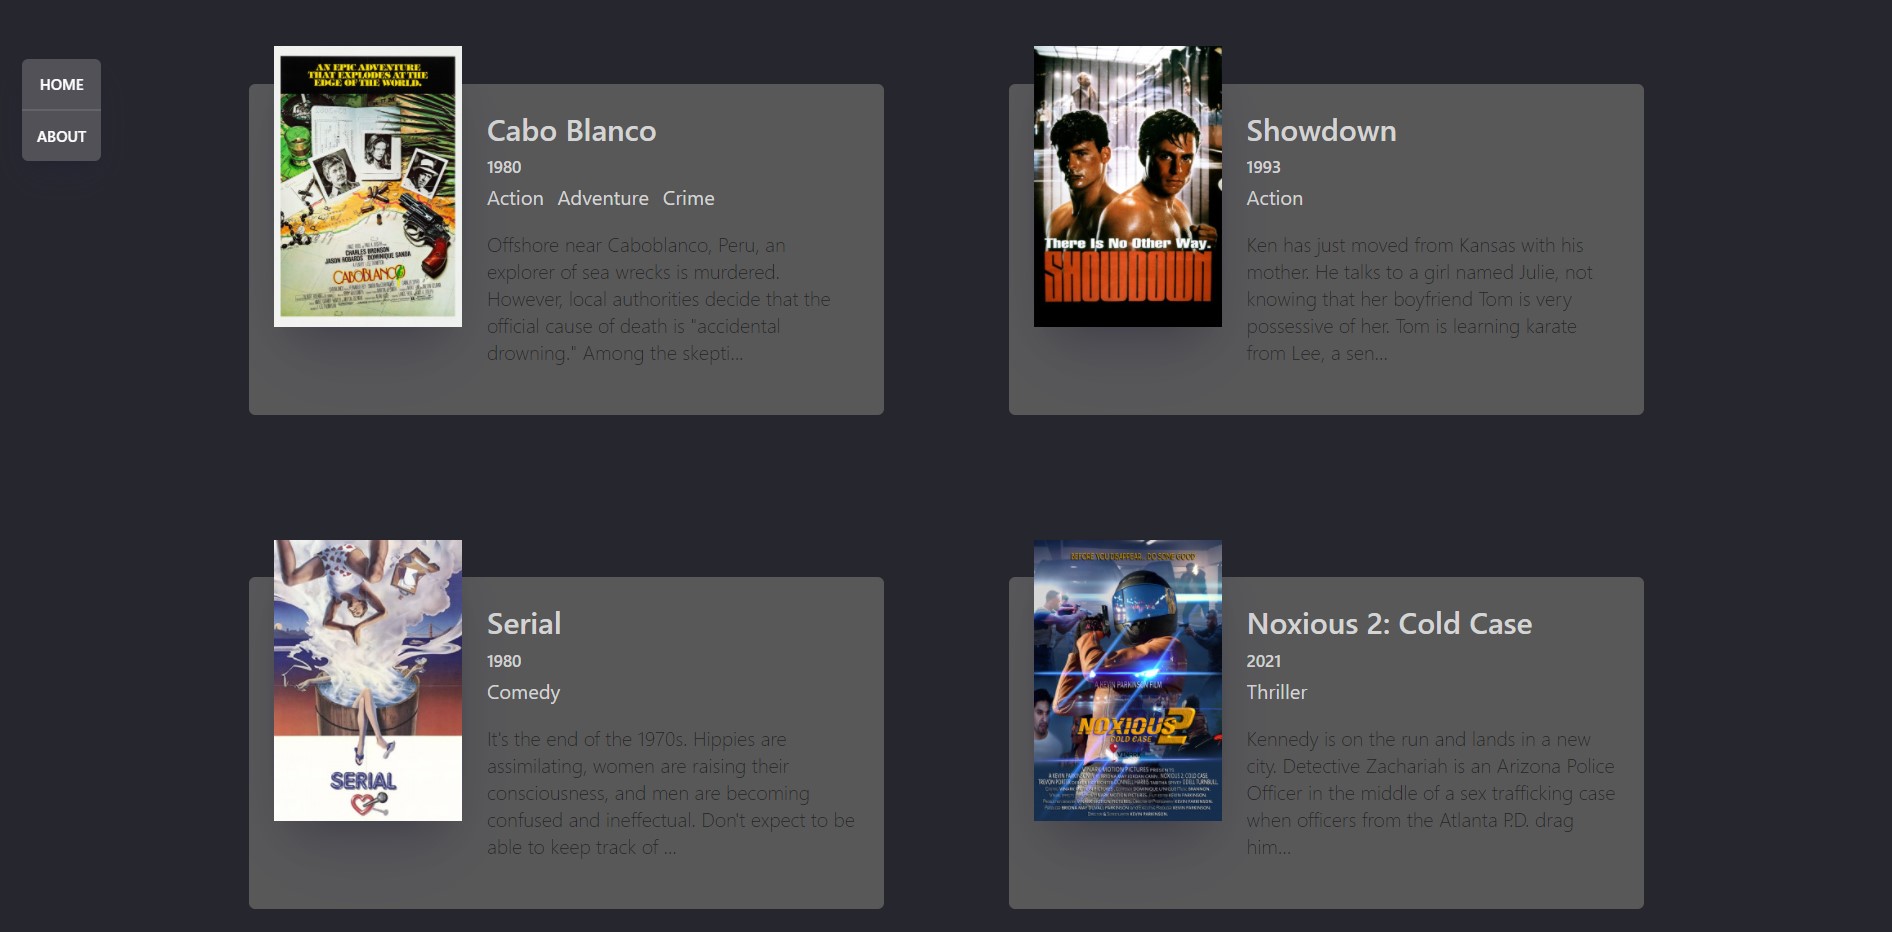 HOME
ABOUT
AN EPIC ADVENTURE
THAT EXPLODES AT THE
EDGE OF THE WORLD.
CHARLES BRONSON
JASON ROBARDS DOMINIQUE SANDA
CABOBLANCO
Cabo Blanco
1980
Action Adventure Crime
Offshore near Caboblanco, Peru, an
explorer of sea wrecks is murdered.
However, local authorities decide that the
official cause of death is "accidental
drowning." Among the skepti...
There Is No Other Way.
SHOWDOWN
Showdown
1993
Action
Ken has just moved from Kansas with his
mother. He talks to a girl named Julie, not
knowing that her boyfriend Tom is very
possessive of her. Tom is learning karate
from Lee, a sen...
SERIAL
Serial
1980
Comedy
It's the end of the 1970s. Hippies are
assimilating, women are raising their
consciousness, and men are becoming
confused and ineffectual. Don't expect to be
able to keep track of ...
BEFORE YOU DISAPPEAR DO SOME GOOD
A KEVIN PARKINSON FILM
NOXIOUS 2
COLD CASE
Noxious 2: Cold Case
2021
Thriller
Kennedy is on the run and lands in a new
city. Detective Zachariah is an Arizona Police
Officer in the middle of a sex trafficking case
when officers from the Atlanta P.D. drag
him...